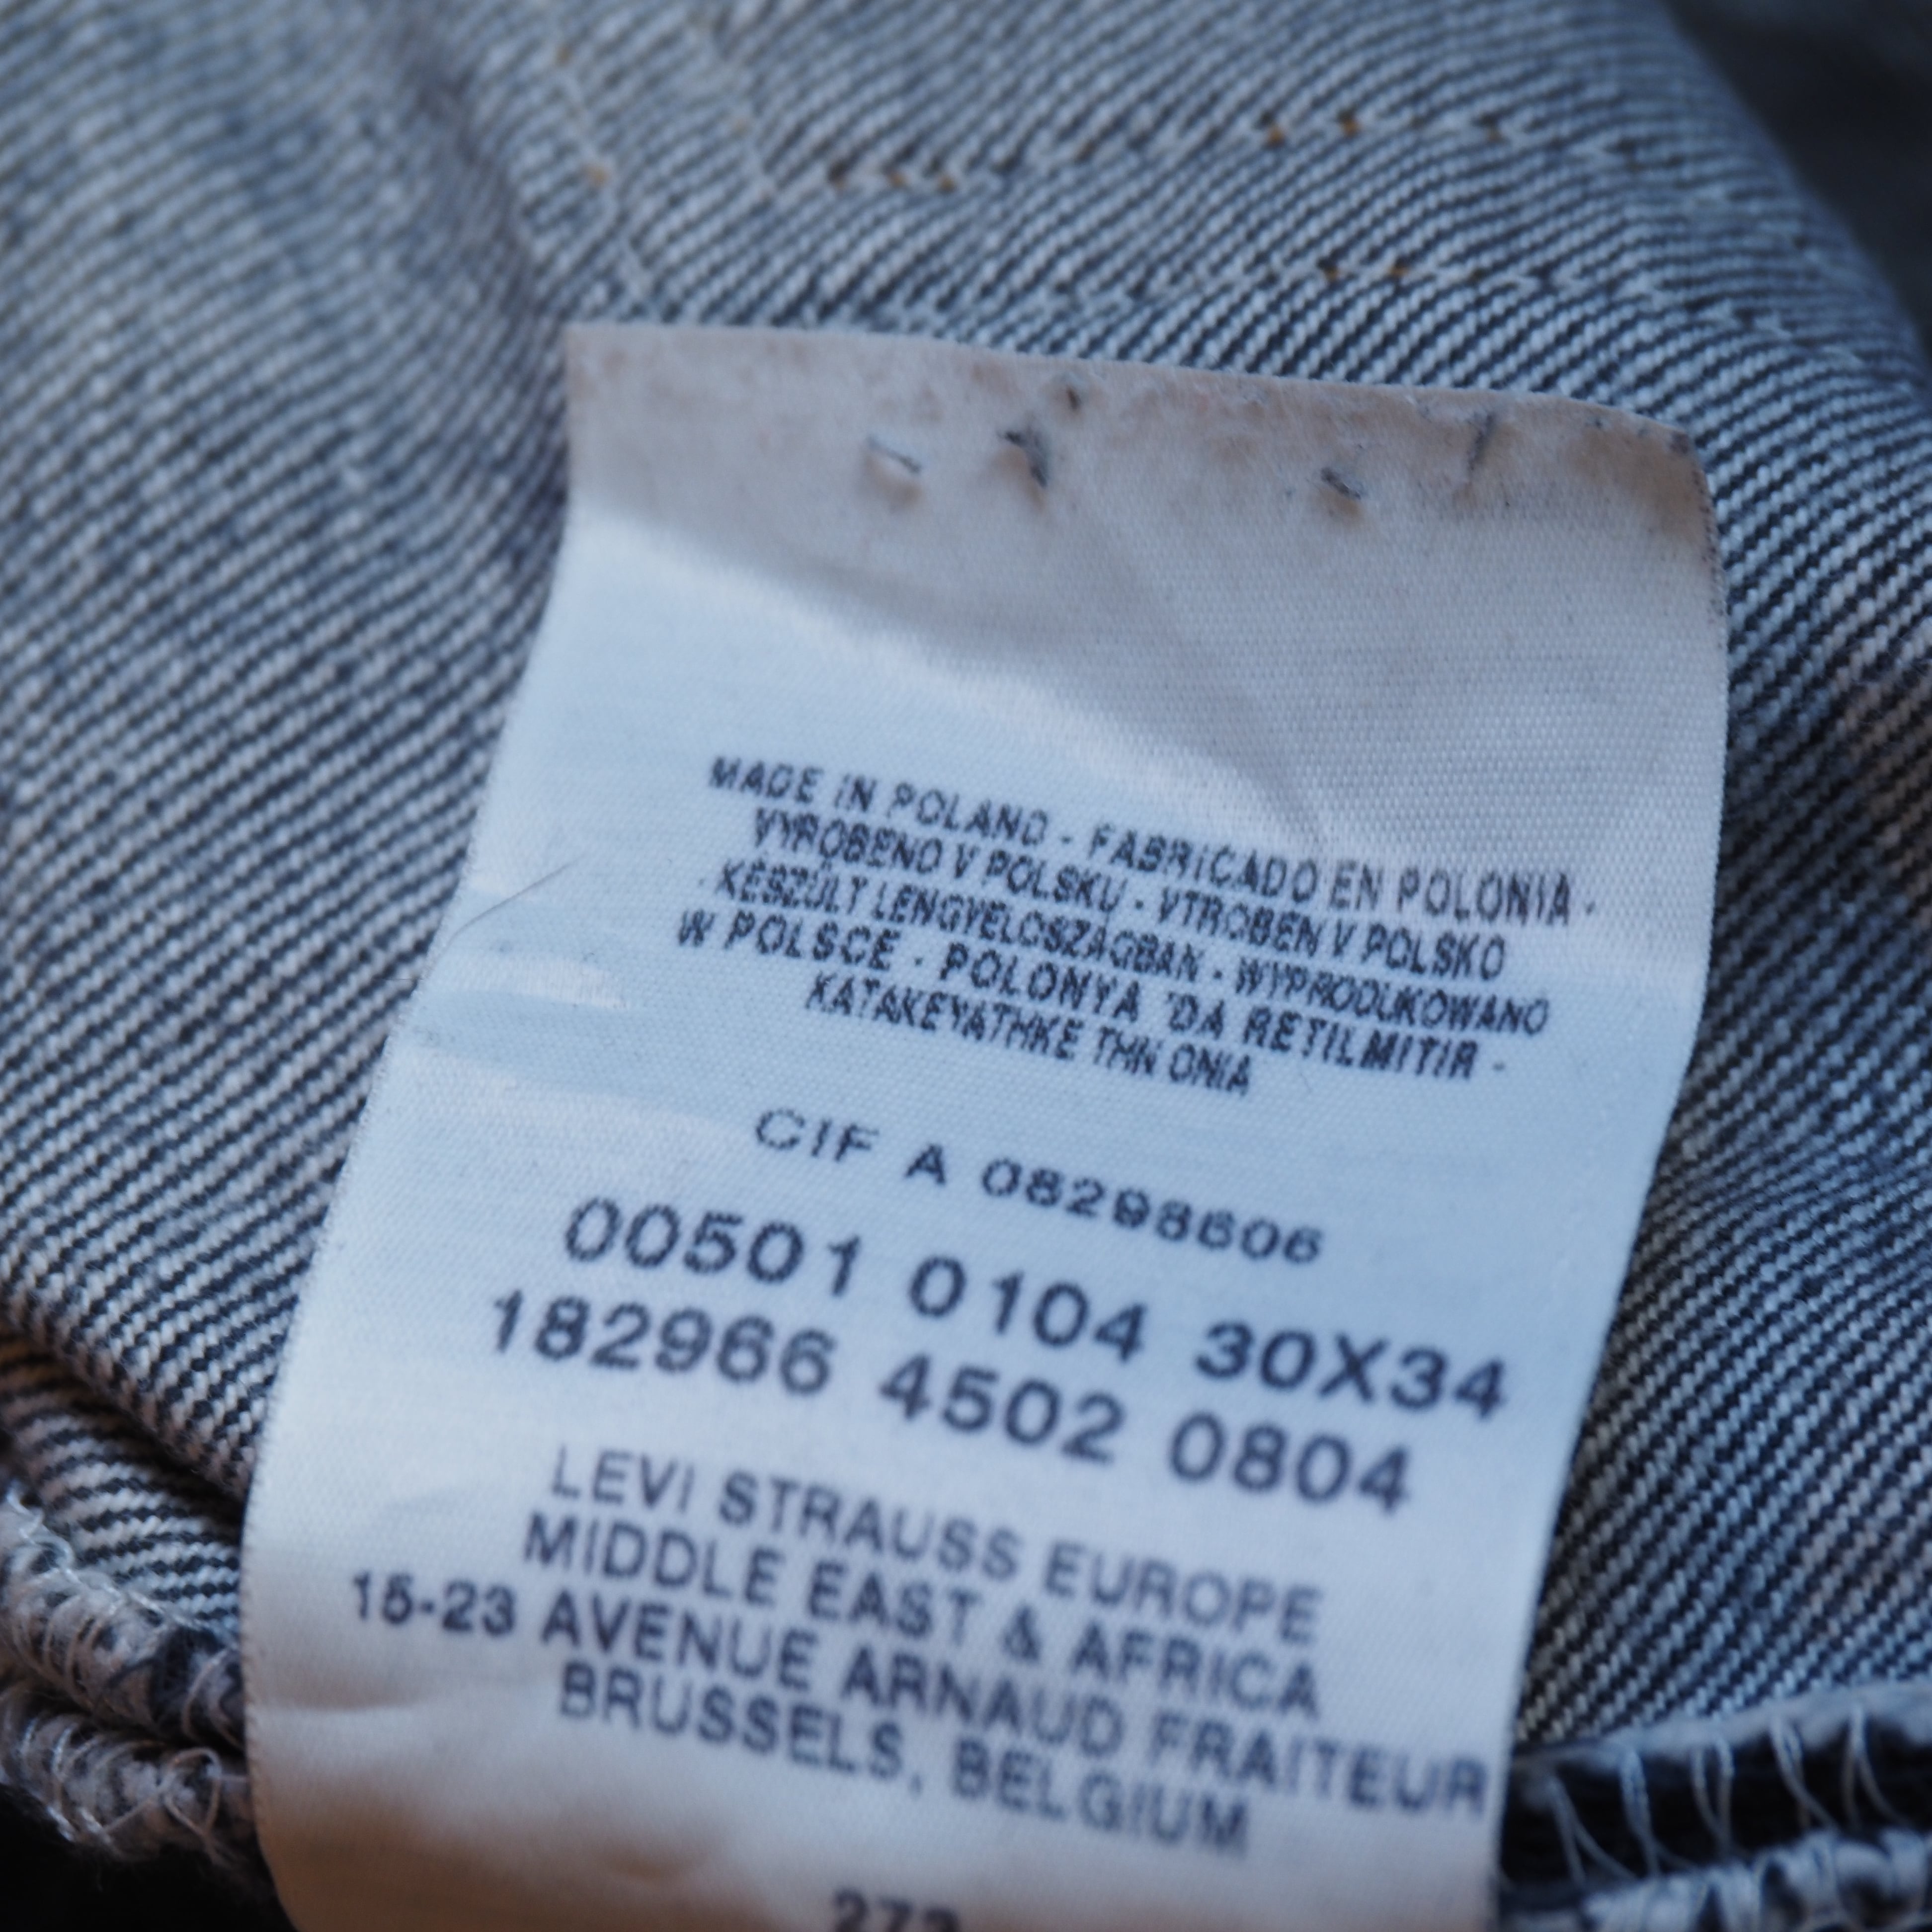 MADE IN POLAND - FABRICADO EN POLONIA -
VYROBENO V POLSKU - VTROBEN V POLSKO
- KÉSZÜLT LENGYELOSZÁGBAN - WYPRODUKOWANO
W POLSCE - POLONYA 'DA RETILMITIR -
KATAKEYATHKE THN ONIA
CIF A 08298606
00501 0104 30X34
182966 4502 0804
LEVI STRAUSS EUROPE
MIDDLE EAST & AFRICA
15-23 AVENUE ARNAUD FRAITEUR
BRUSSELS, BELGIUM
273